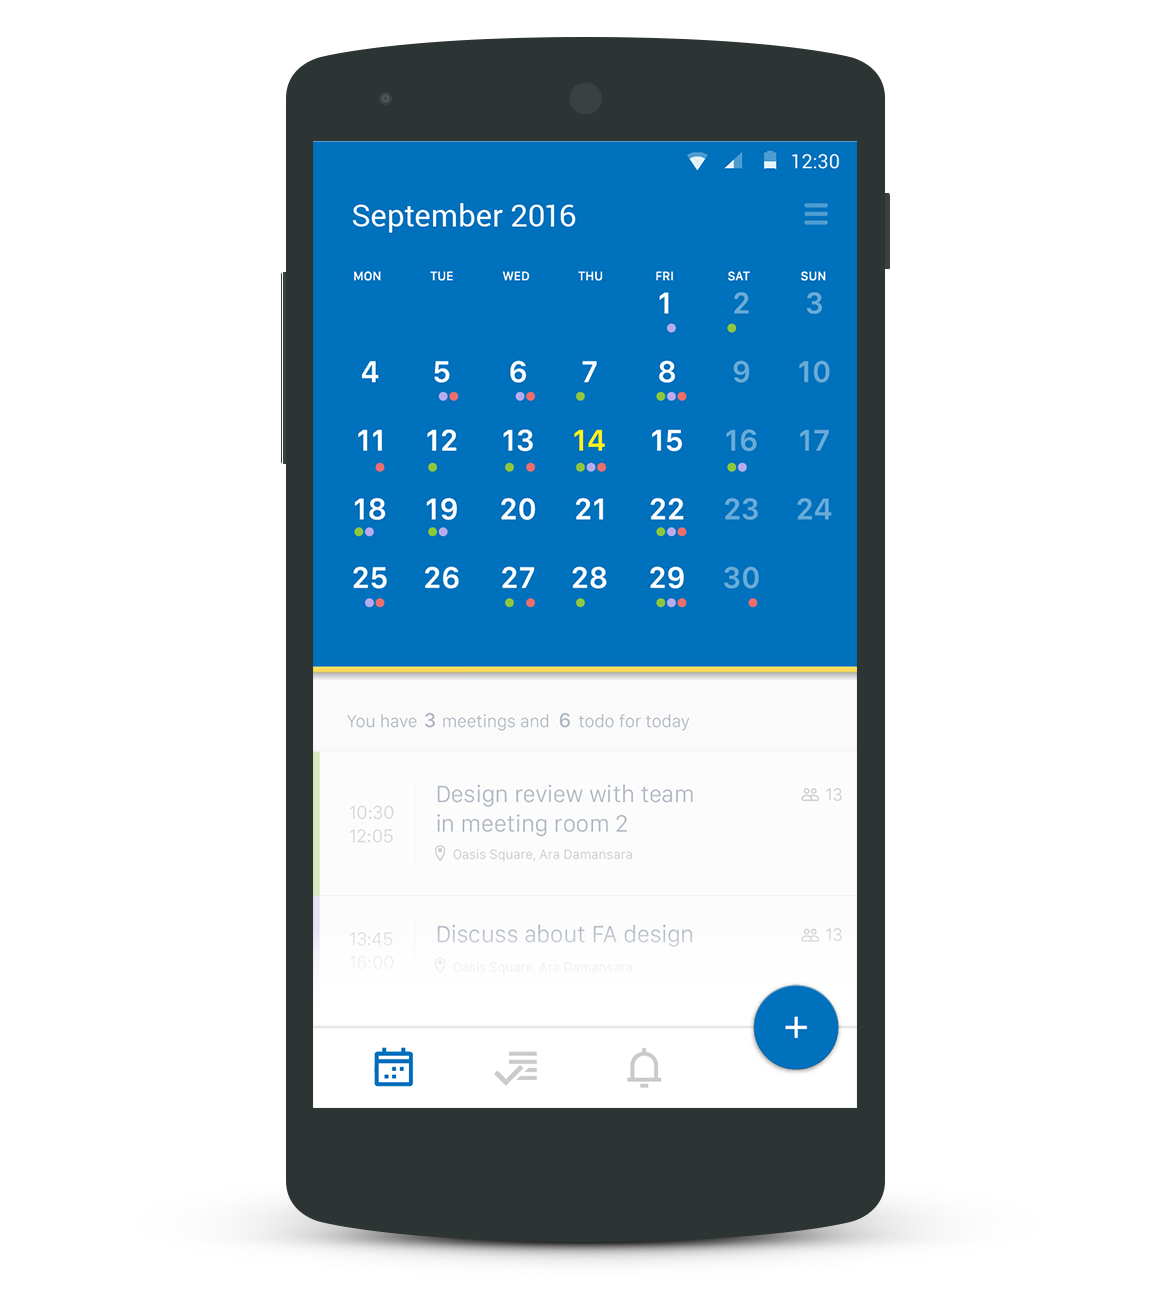 12:30
September 2016
MON TUE WED THU FRI SAT SUN
1 2 3
4 5 6 7 8 9 10
11 12 13 14 15 16 17
18 19 20 21 22 23 24
25 26 27 28 29 30
You have 3 meetings and 6 todo for today
10:30
12:05
Design review with team
in meeting room 2
13
Oasis Square, Ara Damansara
13:45
16:00
Discuss about FA design
13
Oasis Square, Ara Damansara
+